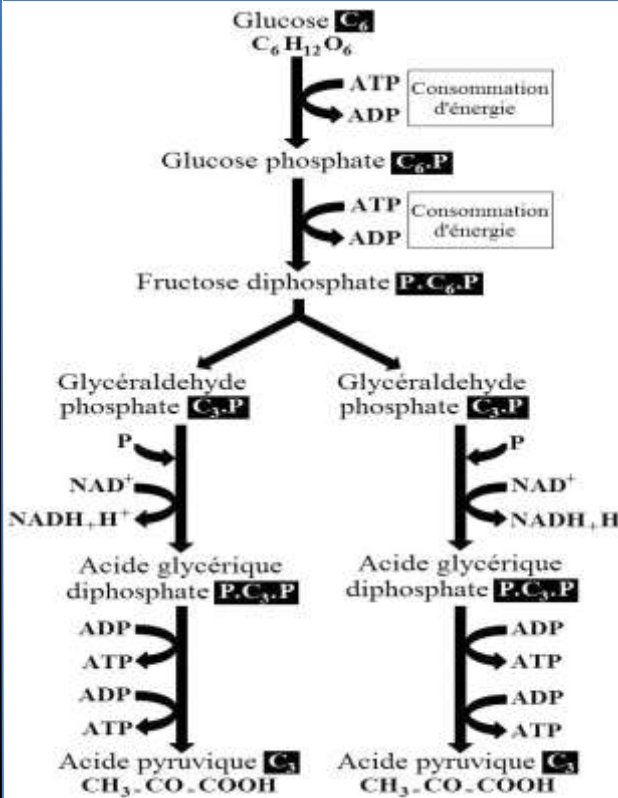 Glucose C₆
C₆H₁₂O₆
ATP
ADP
Consommation
d'énergie
Glucose phosphate C₆.P
ATP
ADP
Consommation
d'énergie
Fructose diphosphate P.C₆.P
Glycéraldehyde
phosphate C₃.P
P
NAD⁺
NADH+H⁺
Acide glycérique
diphosphate P.C₃.P
ADP
ATP
ADP
ATP
Acide pyruvique C₃
CH₃-CO-COOH
Glycéraldehyde
phosphate C₃.P
P
NAD⁺
NADH+H
Acide glycérique
diphosphate P.C₃.P
ADP
ATP
ADP
ATP
Acide pyruvique C₃
CH₃-CO-COOH